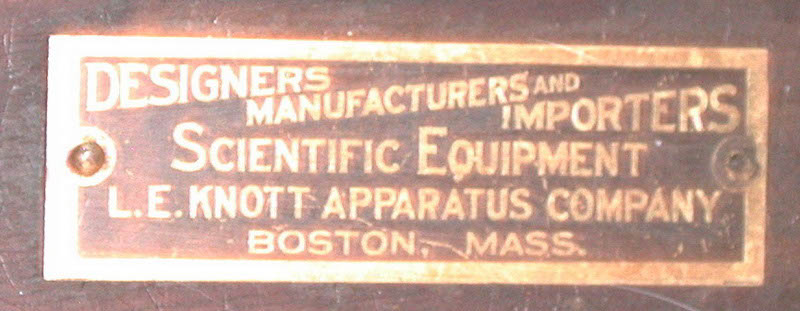 DESIGNERS
MANUFACTURERS AND
IMPORTERS
SCIENTIFIC EQUIPMENT
L.E. KNOTT APPARATUS COMPANY
BOSTON, MASS.